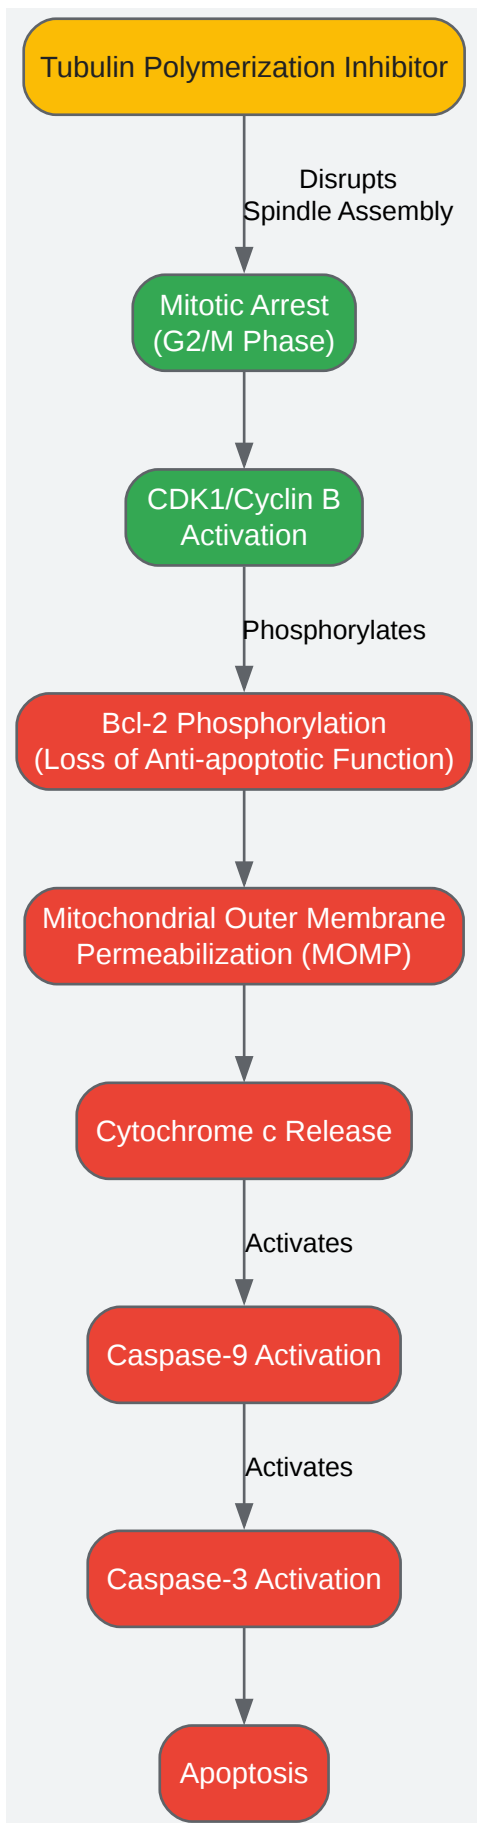 Tubulin Polymerization Inhibitor
Disrupts
Spindle Assembly
Mitotic Arrest
(G2/M Phase)
CDK1/Cyclin B
Activation
Phosphorylates
Bcl-2 Phosphorylation
(Loss of Anti-apoptotic Function)
Mitochondrial Outer Membrane
Permeabilization (MOMP)
Cytochrome c Release
Activates
Caspase-9 Activation
Activates
Caspase-3 Activation
Apoptosis